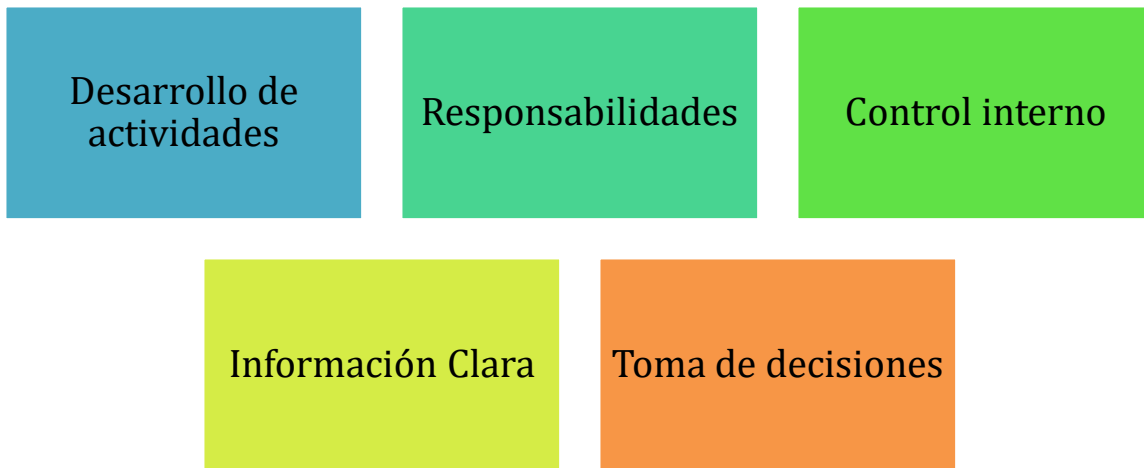 Desarrollo de
actividades
Responsabilidades
Control interno
Información Clara
Toma de decisiones